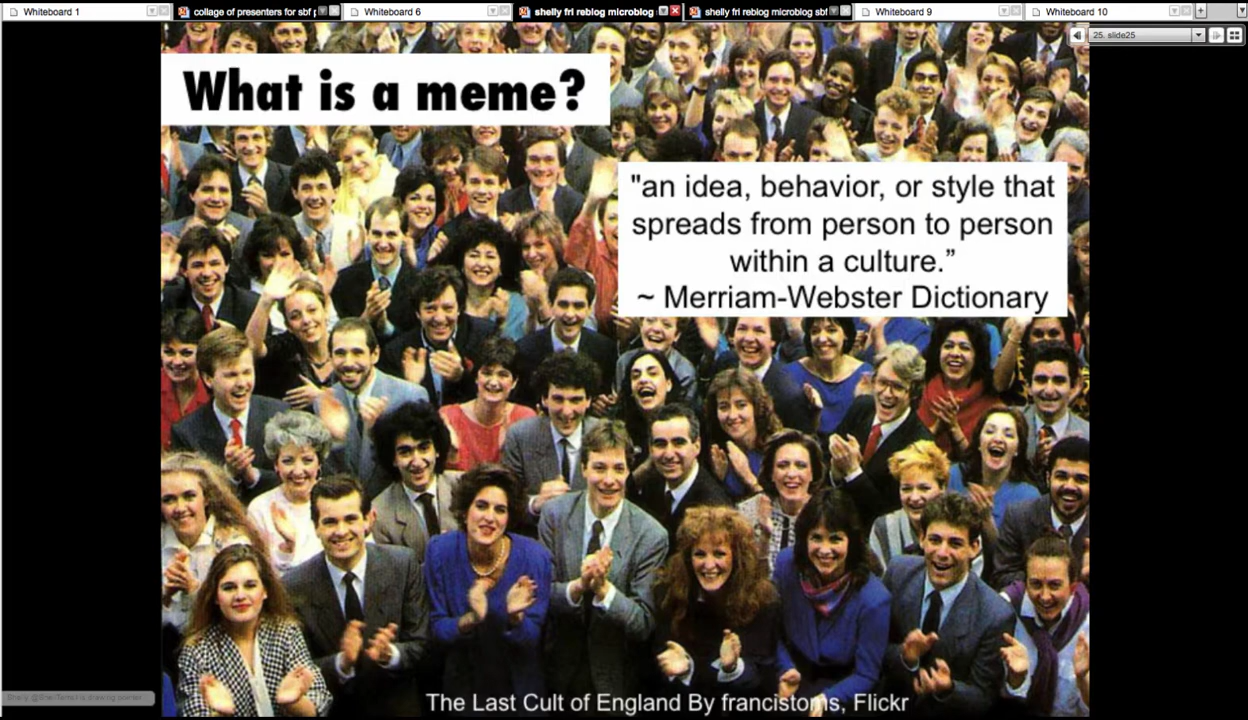 Whiteboard 1
collage of presenters for sbf p
Whiteboard 6
shelly fri reblog microblog
shelly fri reblog microblog sbf
Whiteboard 9
Whiteboard 10
25. slide25
What is a meme?
"an idea, behavior, or style that
spreads from person to person
within a culture.”
~ Merriam-Webster Dictionary
The Last Cult of England By francistoms, Flickr